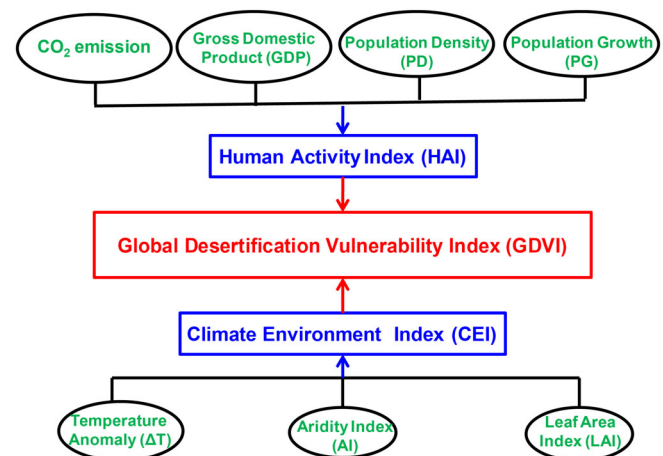 CO₂ emission
Gross Domestic
Product (GDP)
Population Density
(PD)
Population Growth
(PG)
Human Activity Index (HAI)
Global Desertification Vulnerability Index (GDVI)
Climate Environment Index (CEI)
Temperature
Anomaly (ΔT)
Aridity Index
(AI)
Leaf Area
Index (LAI)